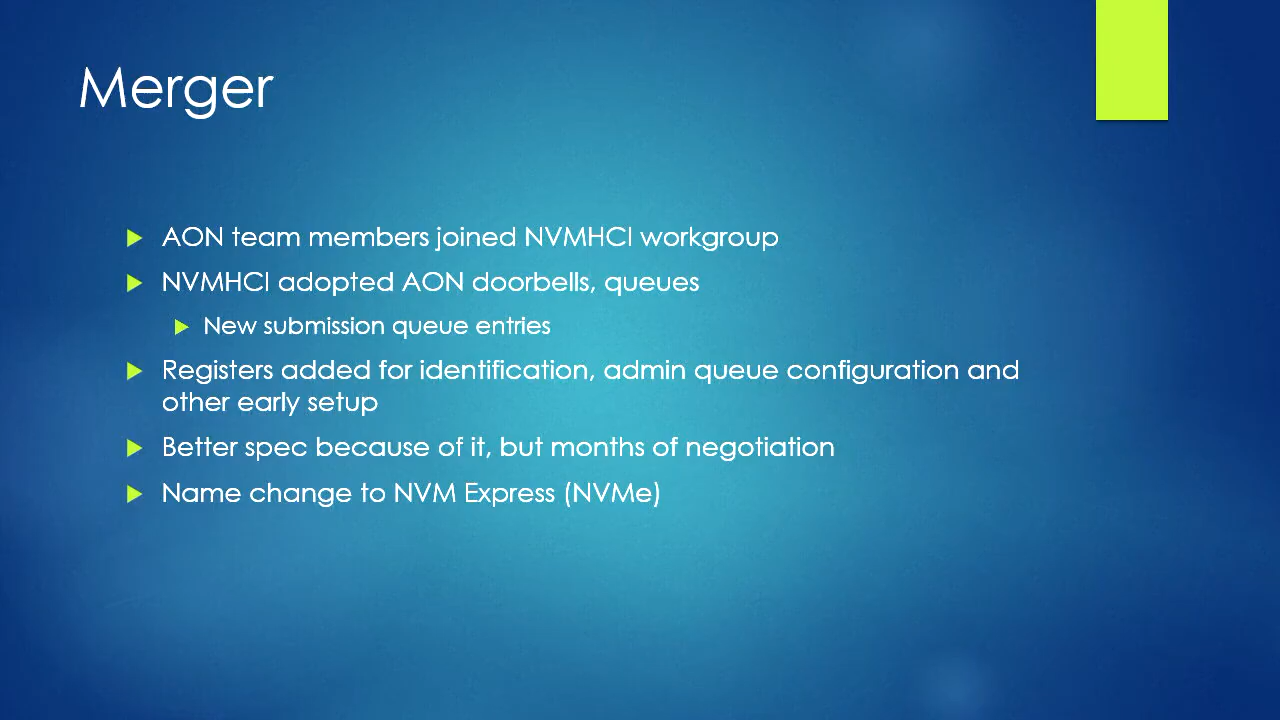 Merger
AON team members joined NVMHCI workgroup
NVMHCI adopted AON doorbells, queues
New submission queue entries
Registers added for identification, admin queue configuration and
other early setup
Better spec because of it, but months of negotiation
Name change to NVM Express (NVMe)